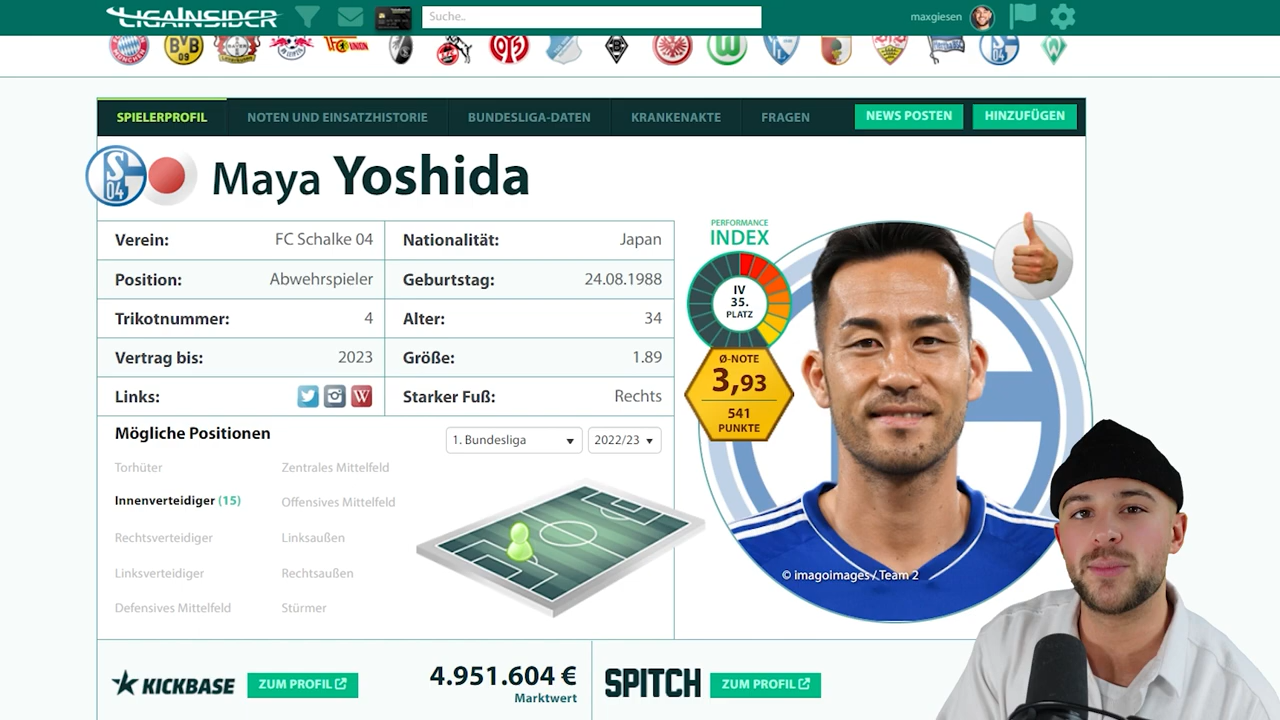 LIGAINSIDER
Suche..
maxgiesen
SPIELERPROFIL
NOTEN UND EINSATZHISTORIE
BUNDESLIGA-DATEN
KRANKENAKTE
FRAGEN
NEWS POSTEN
HINZUFÜGEN
Maya Yoshida
Verein: FC Schalke 04
Nationalität: Japan
Position: Abwehrspieler
Geburtstag: 24.08.1988
Trikotnummer: 4
Alter: 34
Vertrag bis: 2023
Größe: 1.89
Links:
Starker Fuß: Rechts
PERFORMANCE
INDEX
IV
35.
PLATZ
Ø-NOTE
3,93
541
PUNKTE
Mögliche Positionen
1. Bundesliga
2022/23
Torhüter
Zentrales Mittelfeld
Innenverteidiger (15)
Offensives Mittelfeld
Rechtsverteidiger
Linksaußen
Linksverteidiger
Rechtsaußen
Defensives Mittelfeld
Stürmer
© imagoimages / Team 2
KICKBASE
ZUM PROFIL
4.951.604 €
Marktwert
SPITCH
ZUM PROFIL